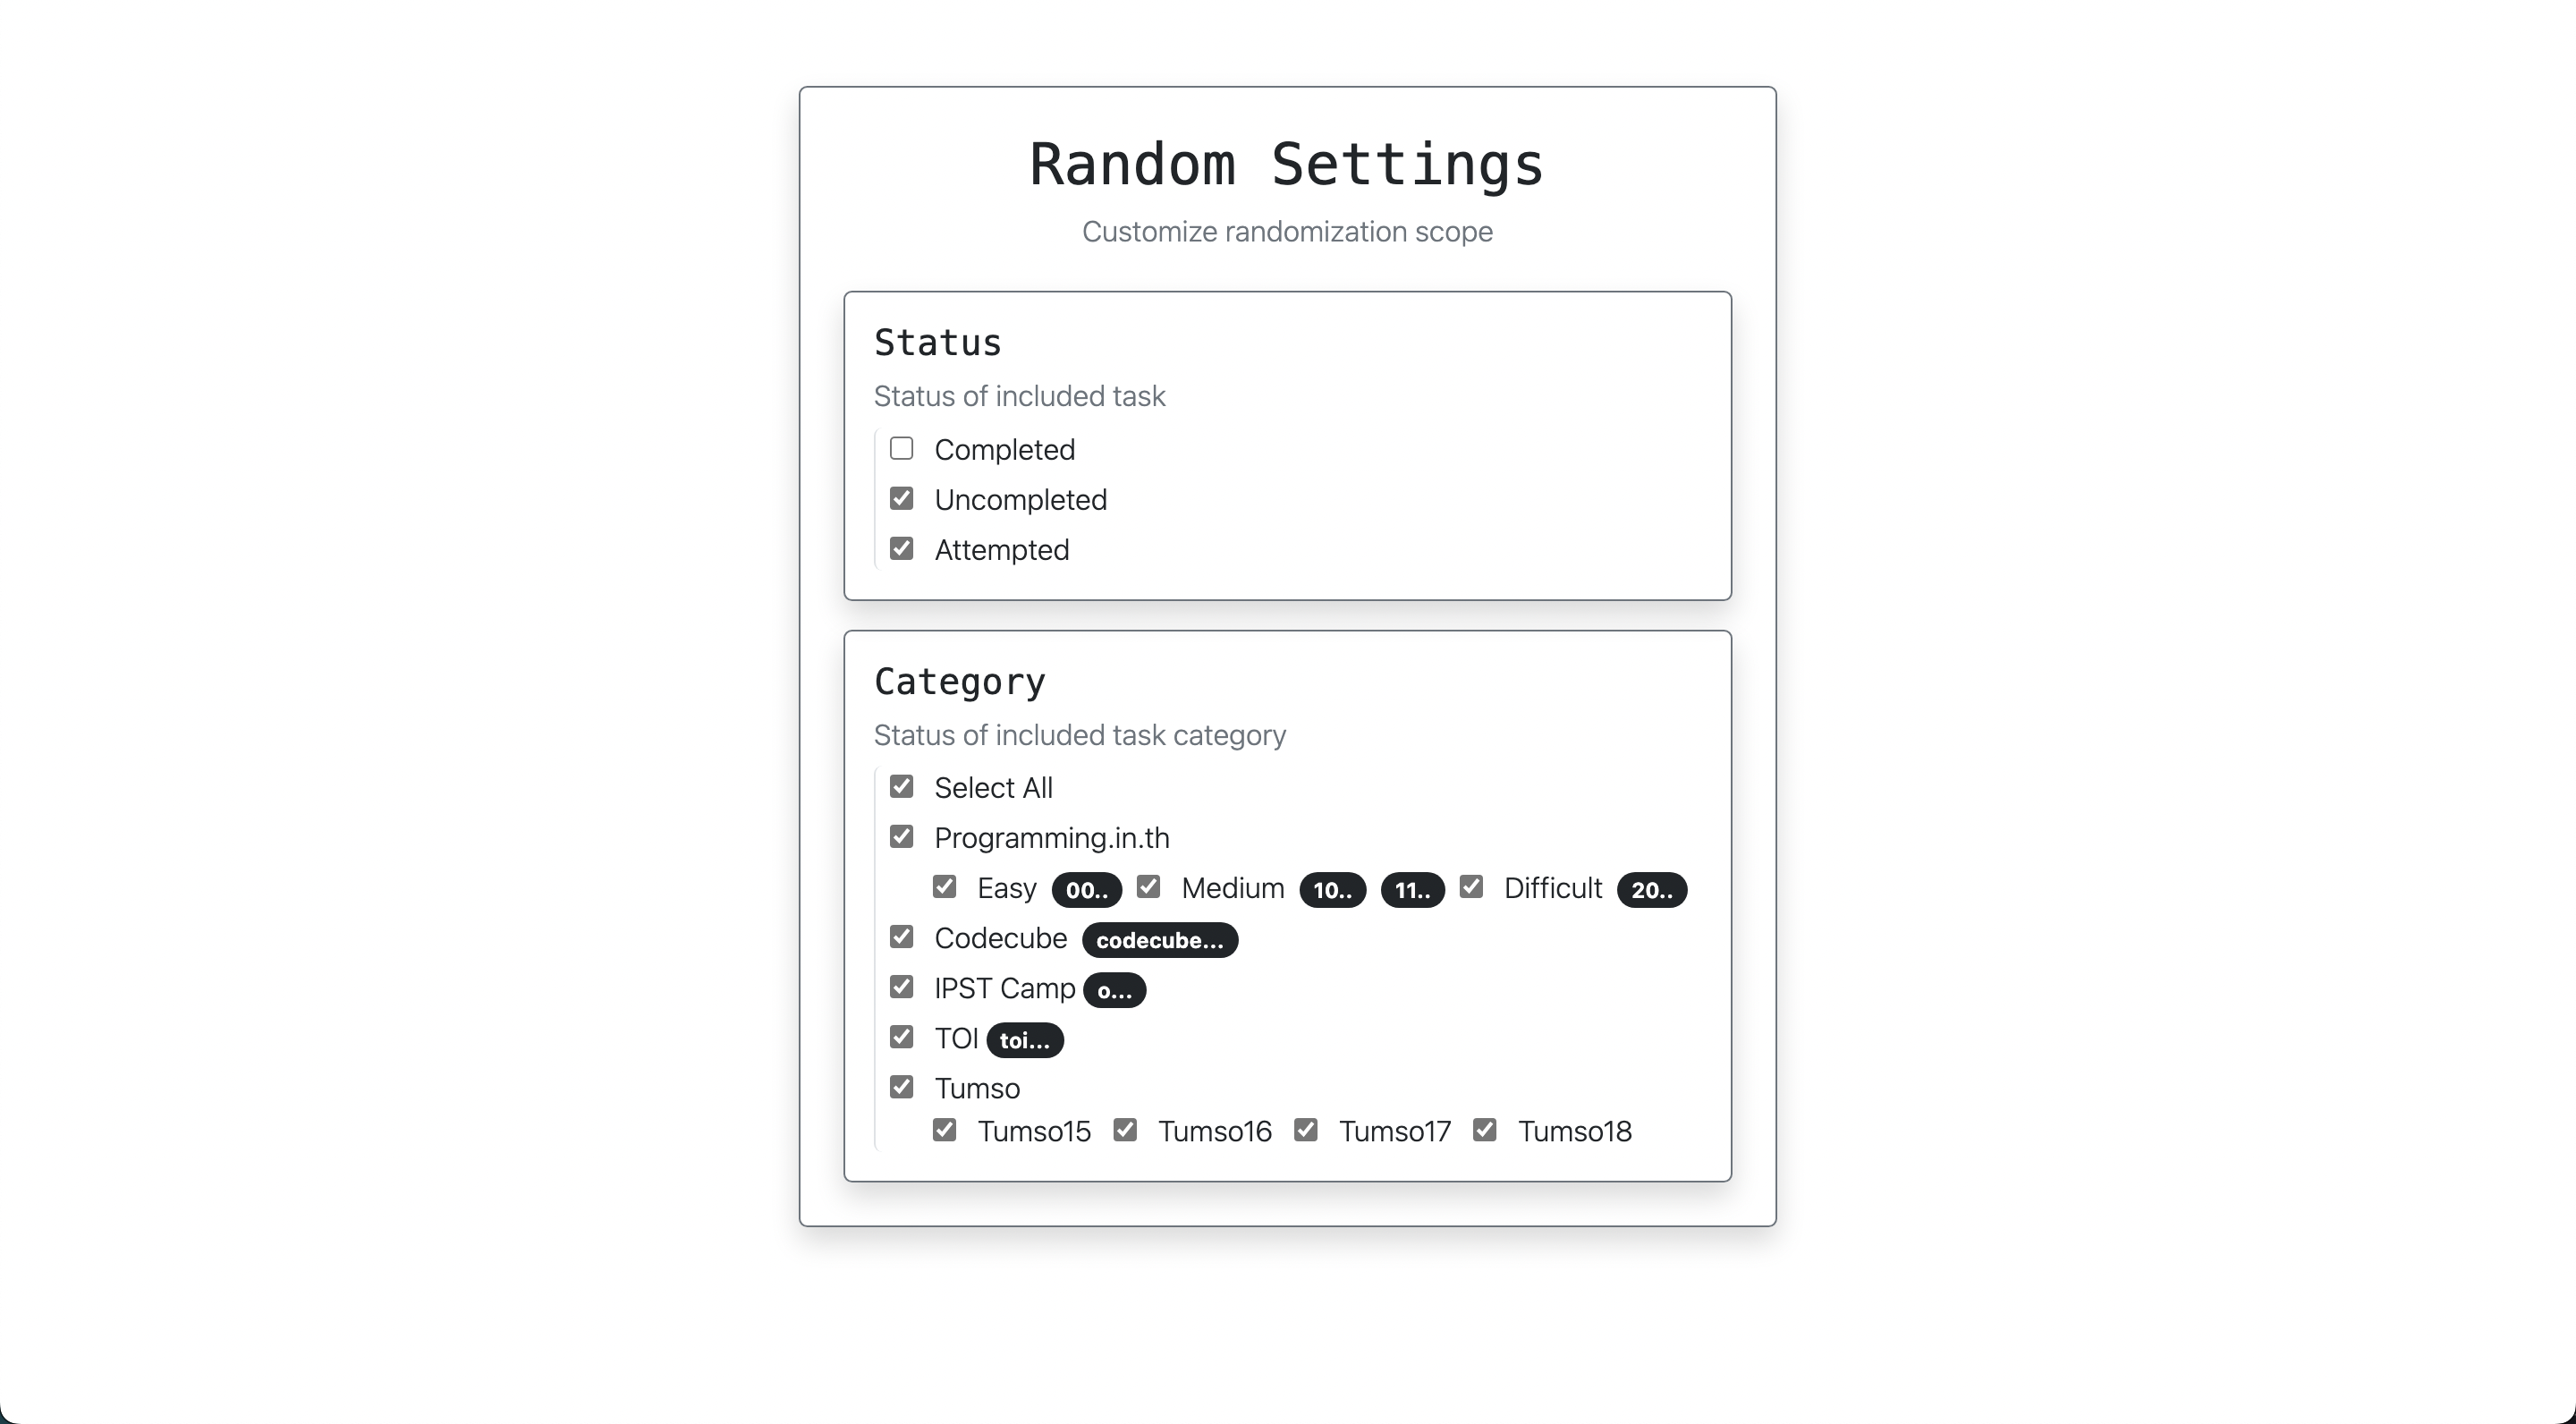 Random Settings
Customize randomization scope
Status
Status of included task
Completed
Uncompleted
Attempted
Category
Status of included task category
Select All
Programming.in.th
Easy 00.. Medium 10.. 11.. Difficult 20..
Codecube codecube...
IPST Camp o...
TOI toi...
Tumso
Tumso15 Tumso16 Tumso17 Tumso18